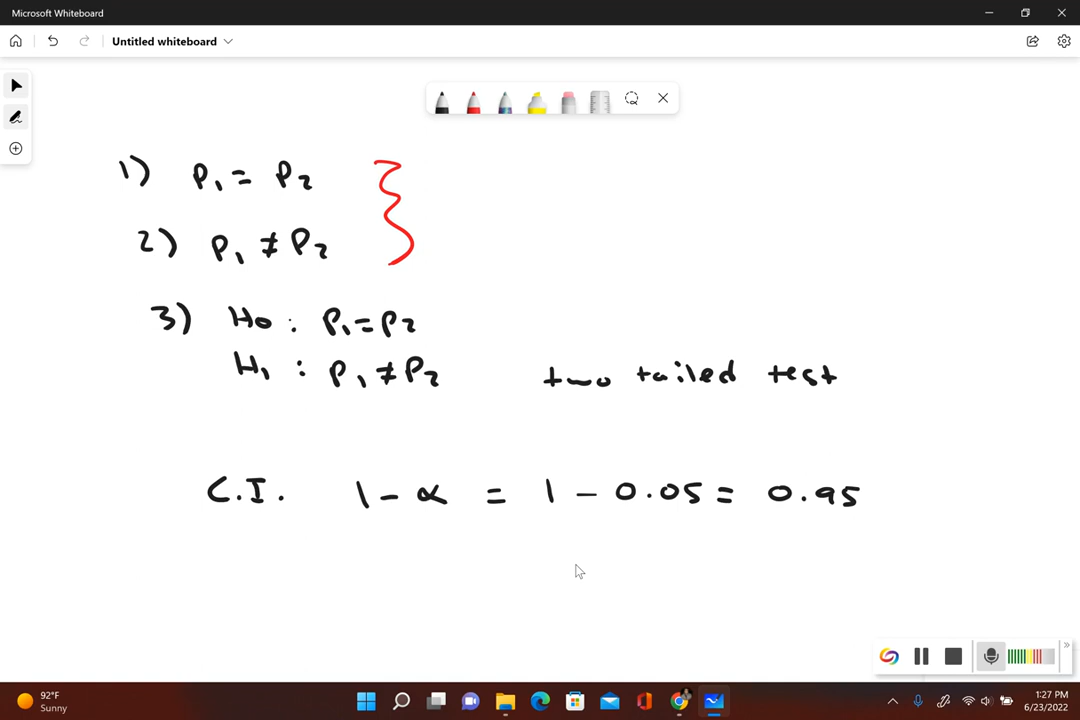 Microsoft Whiteboard
Untitled whiteboard
1) P₁ = P₂
2) P₁ ≠ P₂
3) H₀ : P₁ = P₂
H₁ : P₁ ≠ P₂ two tailed test
C.I. 1 - α = 1 - 0.05 = 0.95
92°F
Sunny
1:27 PM
6/23/2022